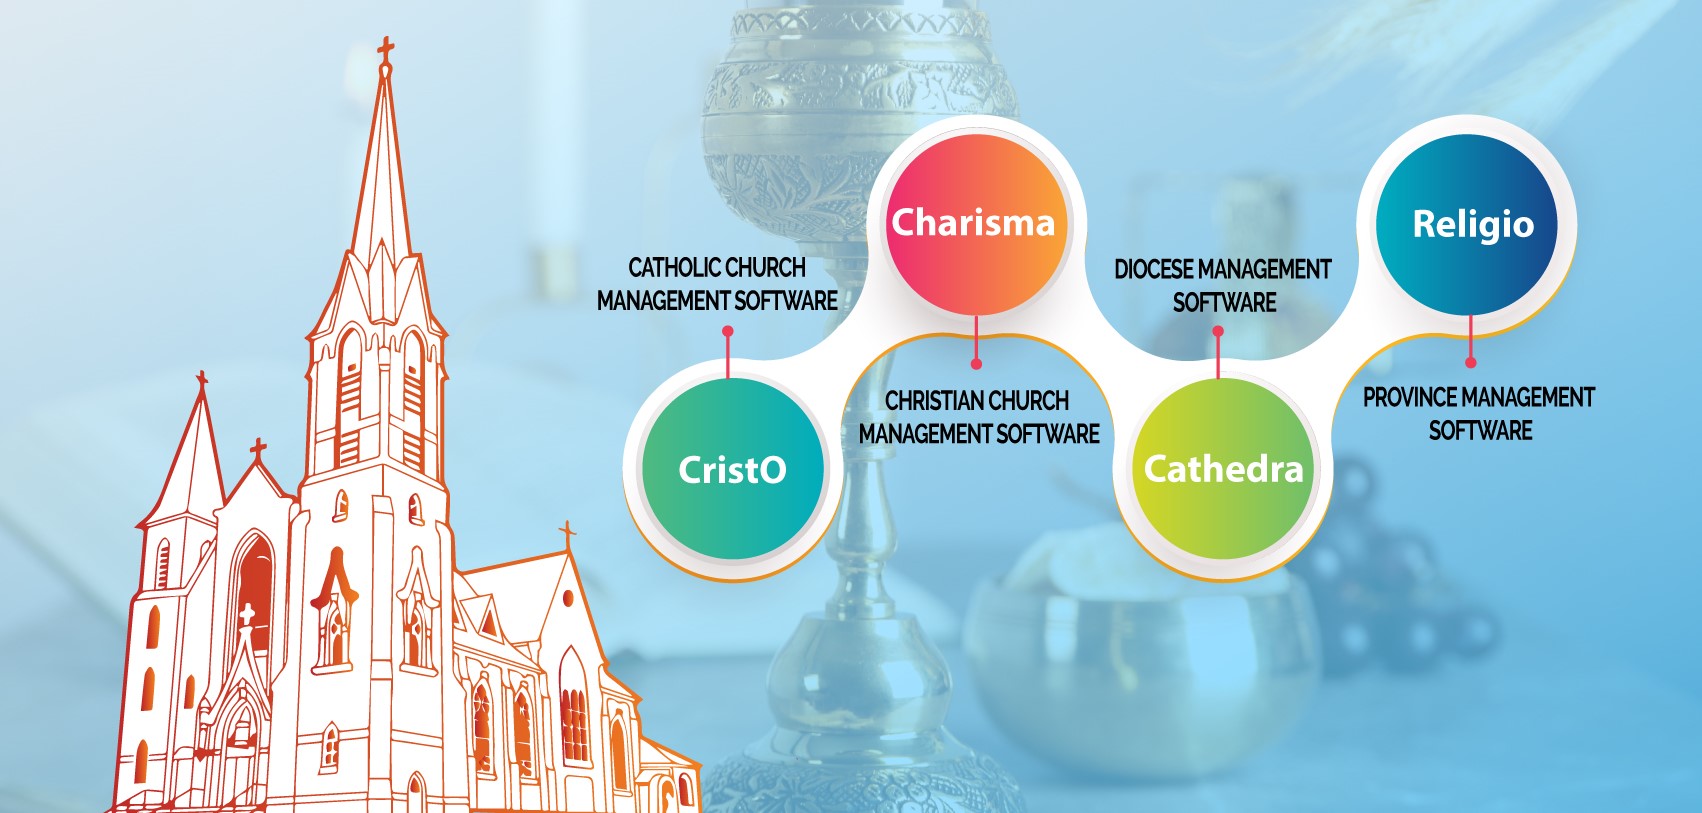 CATHOLIC CHURCH
MANAGEMENT SOFTWARE
CristO
Charisma
CHRISTIAN CHURCH
MANAGEMENT SOFTWARE
DIOCESE MANAGEMENT
SOFTWARE
Cathedra
Religio
PROVINCE MANAGEMENT
SOFTWARE